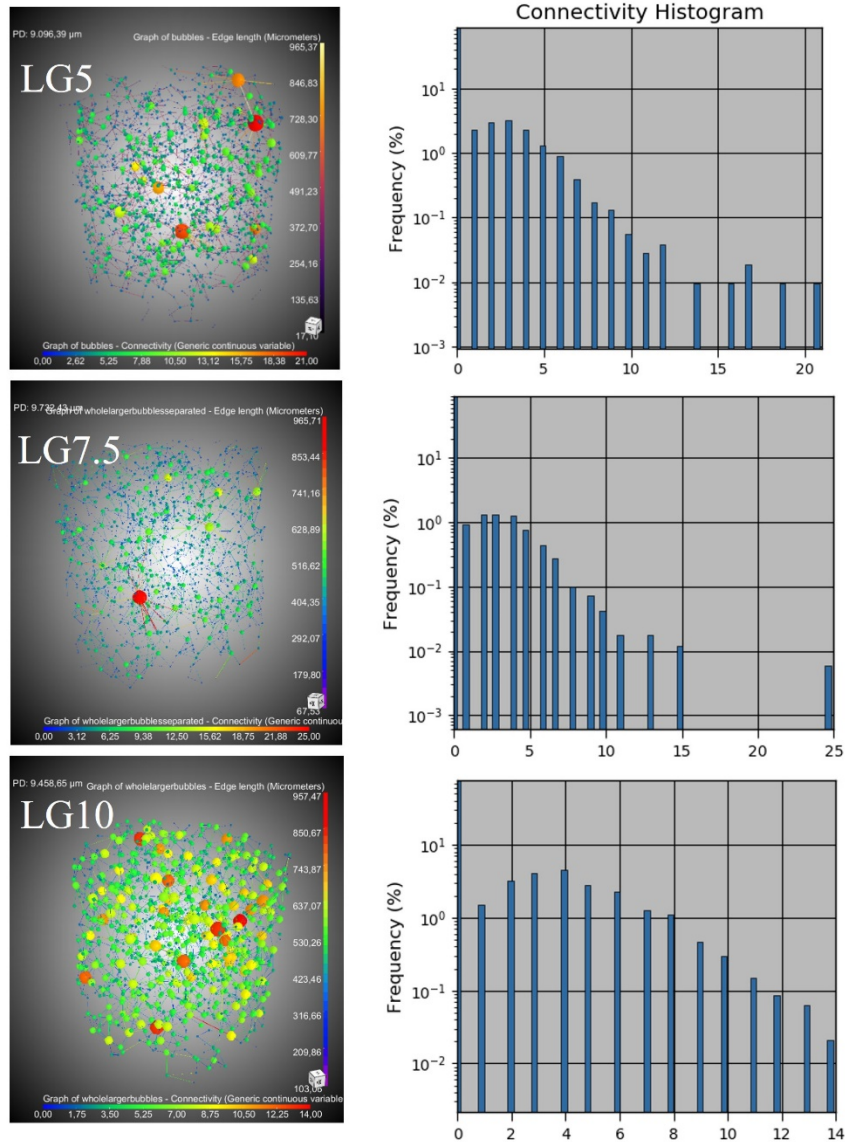 Connectivity Histogram
PD: 9.096,39 µm
Graph of bubbles - Edge length (Micrometers)
LG5
965,37
846,83
728,30
609,77
491,23
372,70
254,16
135,63
17,10
Graph of bubbles - Connectivity (Generic continuous variable)
0,00 2,62 5,25 7,88 10,50 13,12 15,75 18,38 21,00
Frequency (%)
10¹
10⁰
10⁻¹
10⁻²
10⁻³
0 5 10 15 20
PD: 9.732,43 µm
Graph of wholelargerbubblesseparated - Edge length (Micrometers)
LG7.5
965,71
853,44
741,16
628,89
516,62
404,35
292,07
179,80
67,53
Graph of wholelargerbubblesseparated - Connectivity (Generic continuou
0,00 3,12 6,25 9,38 12,50 15,62 18,75 21,88 25,00
Frequency (%)
10¹
10⁰
10⁻¹
10⁻²
10⁻³
0 5 10 15 20 25
PD: 9.458,65 µm
Graph of wholelargerbubbles - Edge length (Micrometers)
LG10
957,47
850,67
743,87
637,07
530,26
423,46
316,66
209,86
103,06
Graph of wholelargerbubbles - Connectivity (Generic continuous variable
0,00 1,75 3,50 5,25 7,00 8,75 10,50 12,25 14,00
Frequency (%)
10¹
10⁰
10⁻¹
10⁻²
0 2 4 6 8 10 12 14